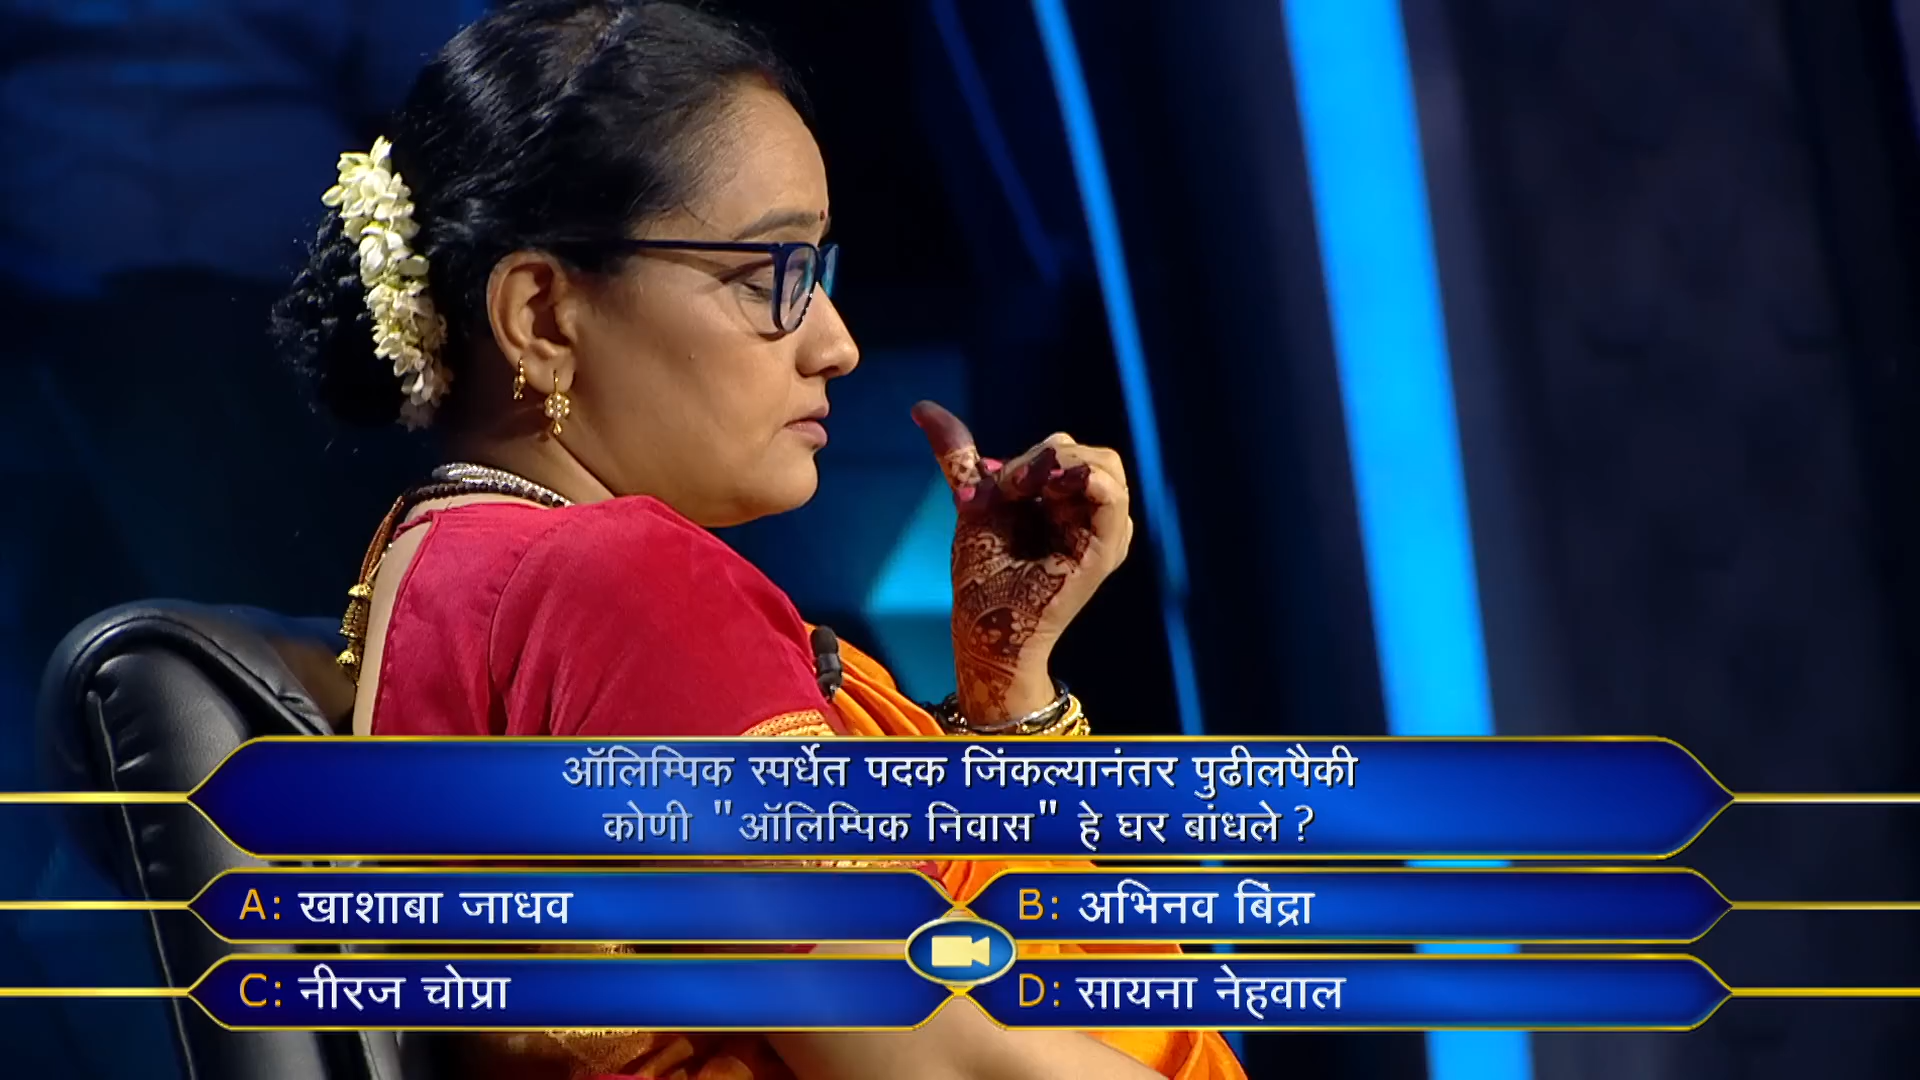 ऑलिम्पिक स्पर्धेत पदक जिंकल्यानंतर पुढीलपैकी
कोणी "ऑलिम्पिक निवास" हे घर बांधले ?
A: खाशाबा जाधव
B: अभिनव बिंद्रा
C: नीरज चोप्रा
D: सायना नेहवाल